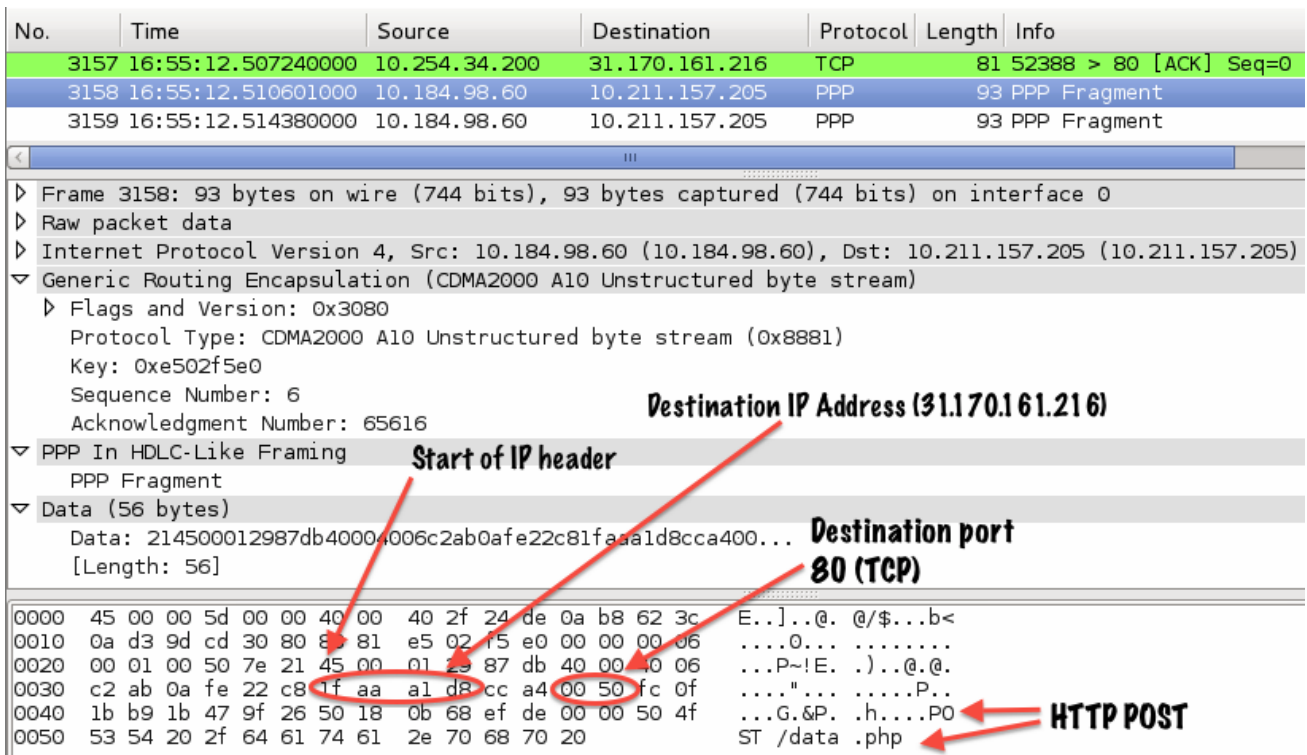 No. Time Source Destination Protocol Length Info
3157 16:55:12.507240000 10.254.34.200 31.170.161.216 TCP 81 52388 > 80 [ACK] Seq=0
3158 16:55:12.510601000 10.184.98.60 10.211.157.205 PPP 93 PPP Fragment
3159 16:55:12.514380000 10.184.98.60 10.211.157.205 PPP 93 PPP Fragment
Frame 3158: 93 bytes on wire (744 bits), 93 bytes captured (744 bits) on interface 0
Raw packet data
Internet Protocol Version 4, Src: 10.184.98.60 (10.184.98.60), Dst: 10.211.157.205 (10.211.157.205)
Generic Routing Encapsulation (CDMA2000 A10 Unstructured byte stream)
Flags and Version: 0x3080
Protocol Type: CDMA2000 A10 Unstructured byte stream (0x8881)
Key: 0xe502f5e0
Sequence Number: 6
Destination IP Address (31.170.161.216)
Acknowledgment Number: 65616
PPP In HDLC-Like Framing
Start of IP header
PPP Fragment
Data (56 bytes)
Data: 214500012987db40004006c2ab0afe22c81faaa1d8cca400...
Destination port
80 (TCP)
[Length: 56]
0000 45 00 00 5d 00 00 40 00 40 2f 24 de 0a b8 62 3c E..]..@. @/$...b<
0010 0a d3 9d cd 30 80 88 81 e5 02 f5 e0 00 00 00 06 ....0... ........
0020 00 01 00 50 7e 21 45 00 01 29 87 db 40 00 40 06 ...P~!E. .)..@.@.
0030 c2 ab 0a fe 22 c8 1f aa a1 d8 cc a4 00 50 fc 0f ...."... .....P..
0040 1b b9 1b 47 9f 26 50 18 0b 68 ef de 00 00 50 4f ...G.&P. .h....PO
0050 53 54 20 2f 64 61 74 61 2e 70 68 70 20 ST /data .php
HTTP POST